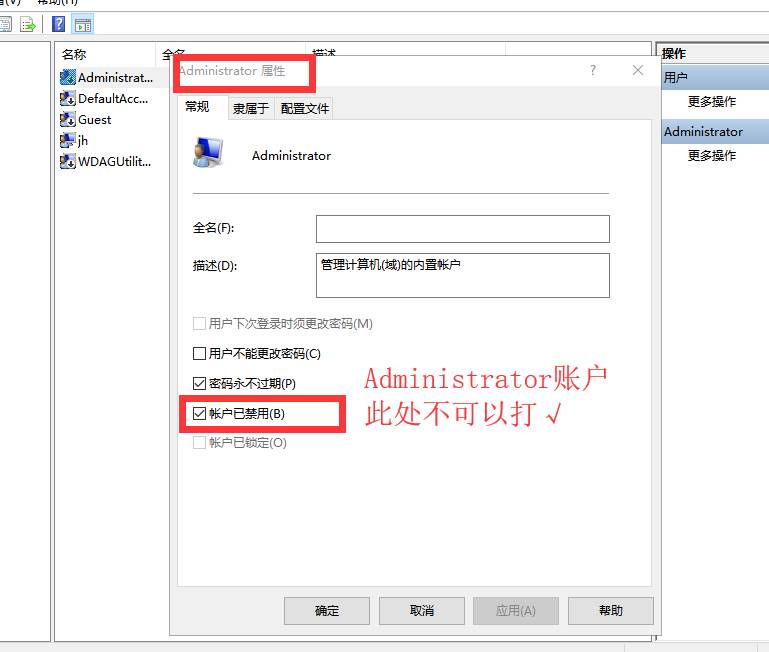 帮助(H)
名称
全名
描述
操作
Administrat...
DefaultAcc...
Guest
jh
WDAGUtilit...
用户
更多操作
Administrator
更多操作
Administrator 属性
?
常规
隶属于
配置文件
Administrator
全名(F):
描述(D):
管理计算机(域)的内置帐户
用户下次登录时须更改密码(M)
用户不能更改密码(C)
密码永不过期(P)
帐户已禁用(B)
帐户已锁定(O)
Administrator账户
此处不可以打 √
确定
取消
应用(A)
帮助